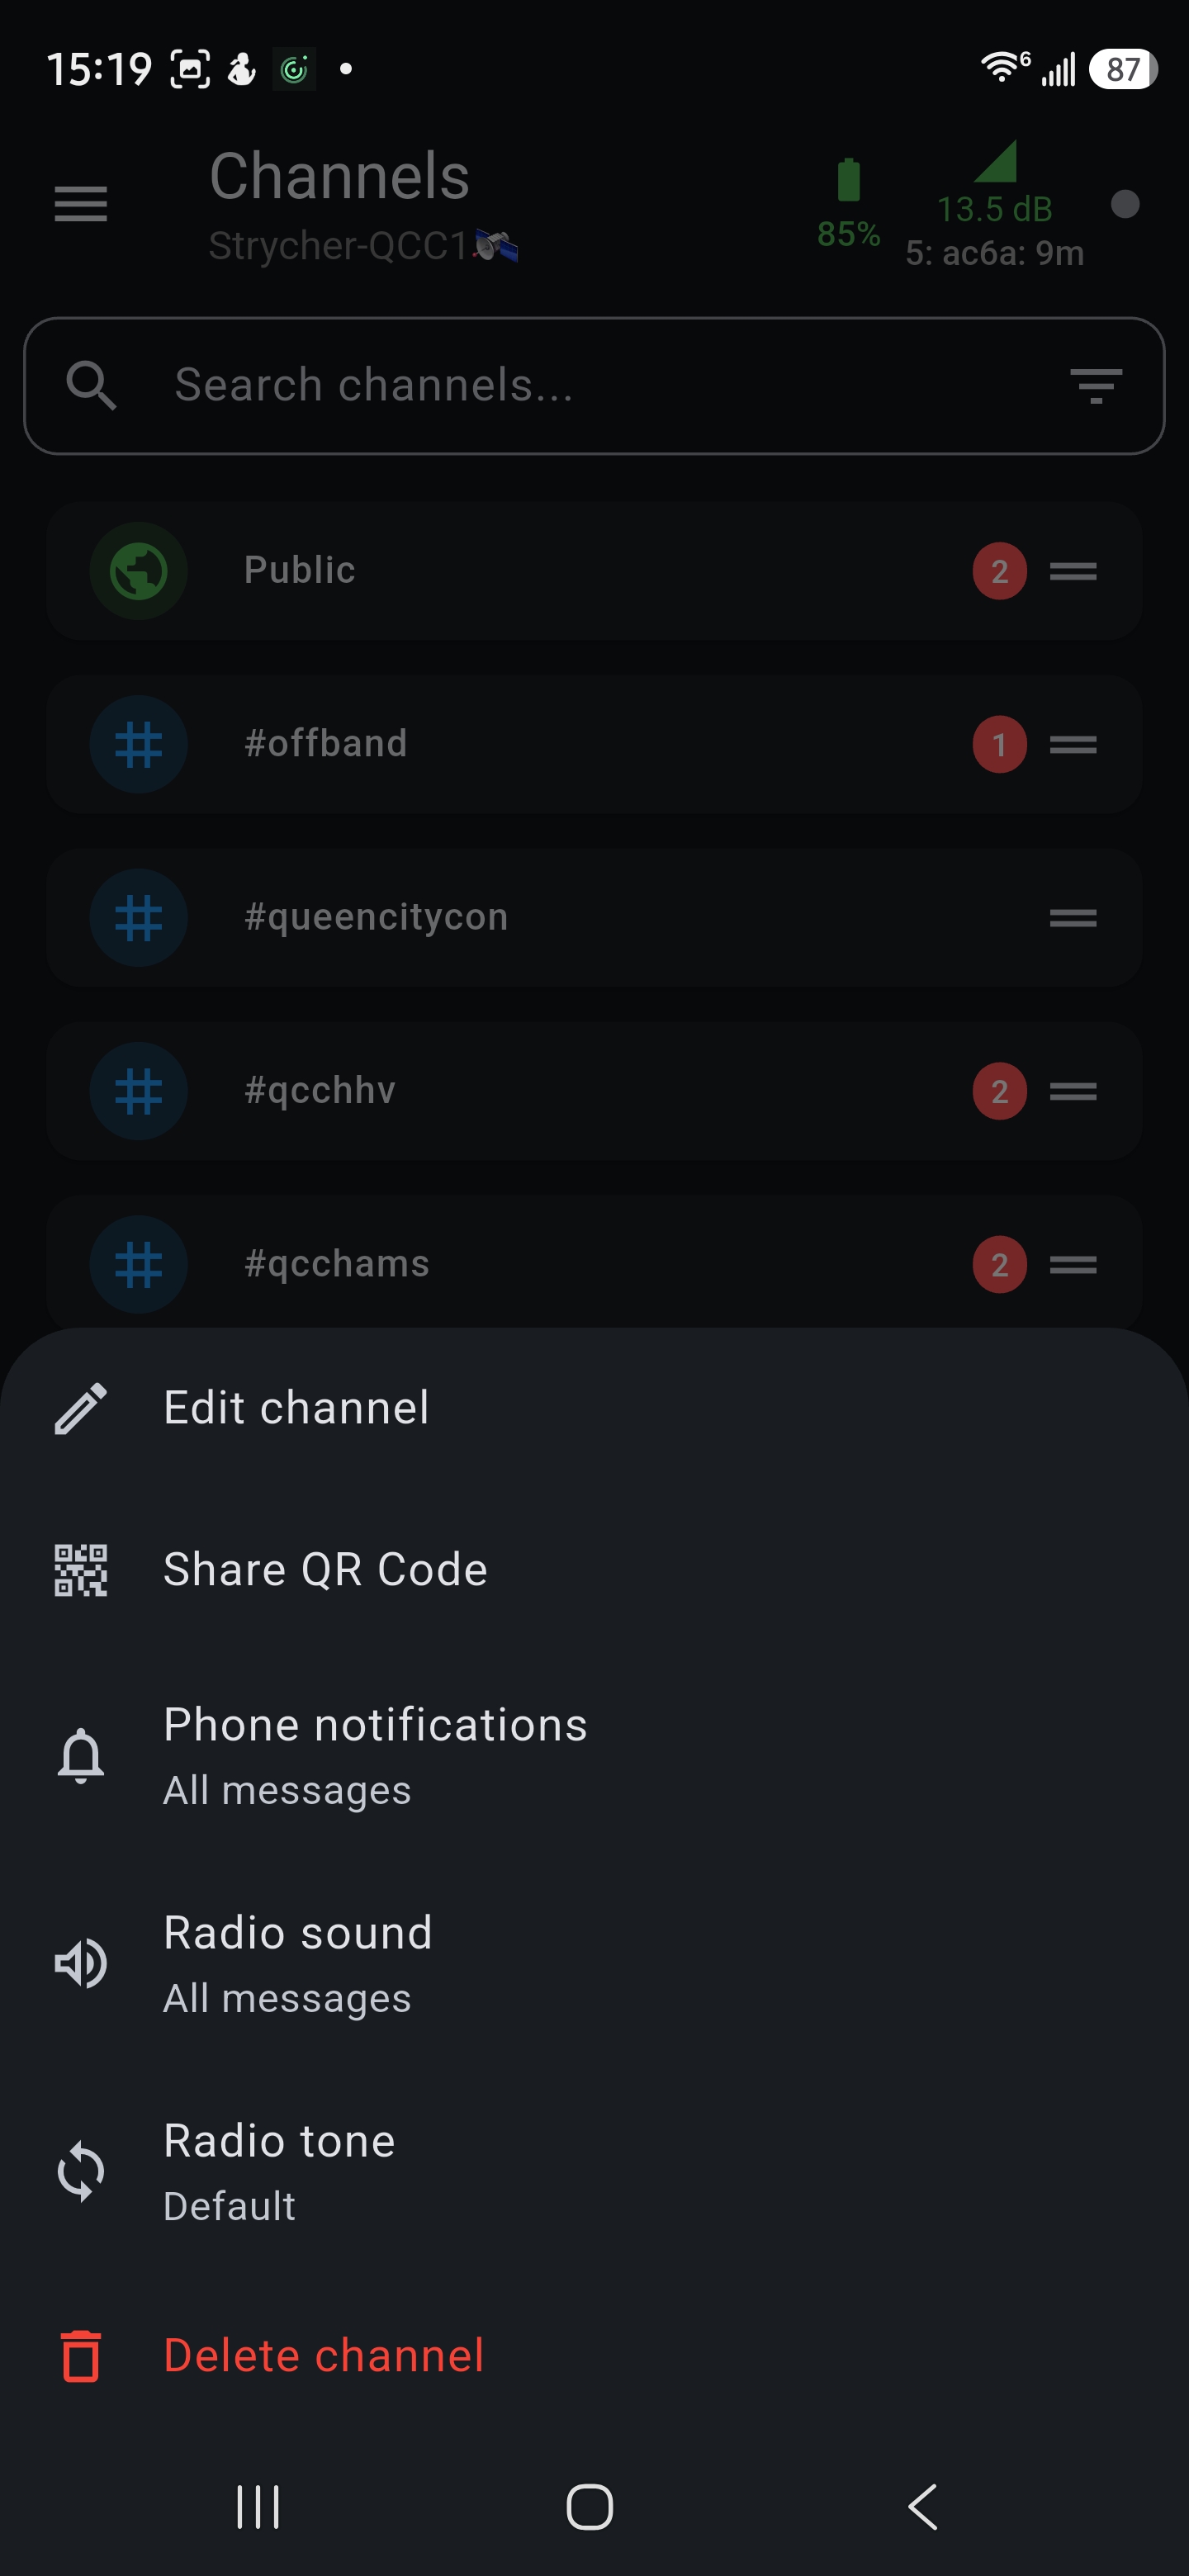 15:19
6
87
Channels
Strycher-QCC1
85%
13.5 dB
5: ac6a: 9m
Search channels...
Public
2
#offband
1
#queencitycon
#qcchhv
2
#qcchams
2
Edit channel
Share QR Code
Phone notifications
All messages
Radio sound
All messages
Radio tone
Default
Delete channel